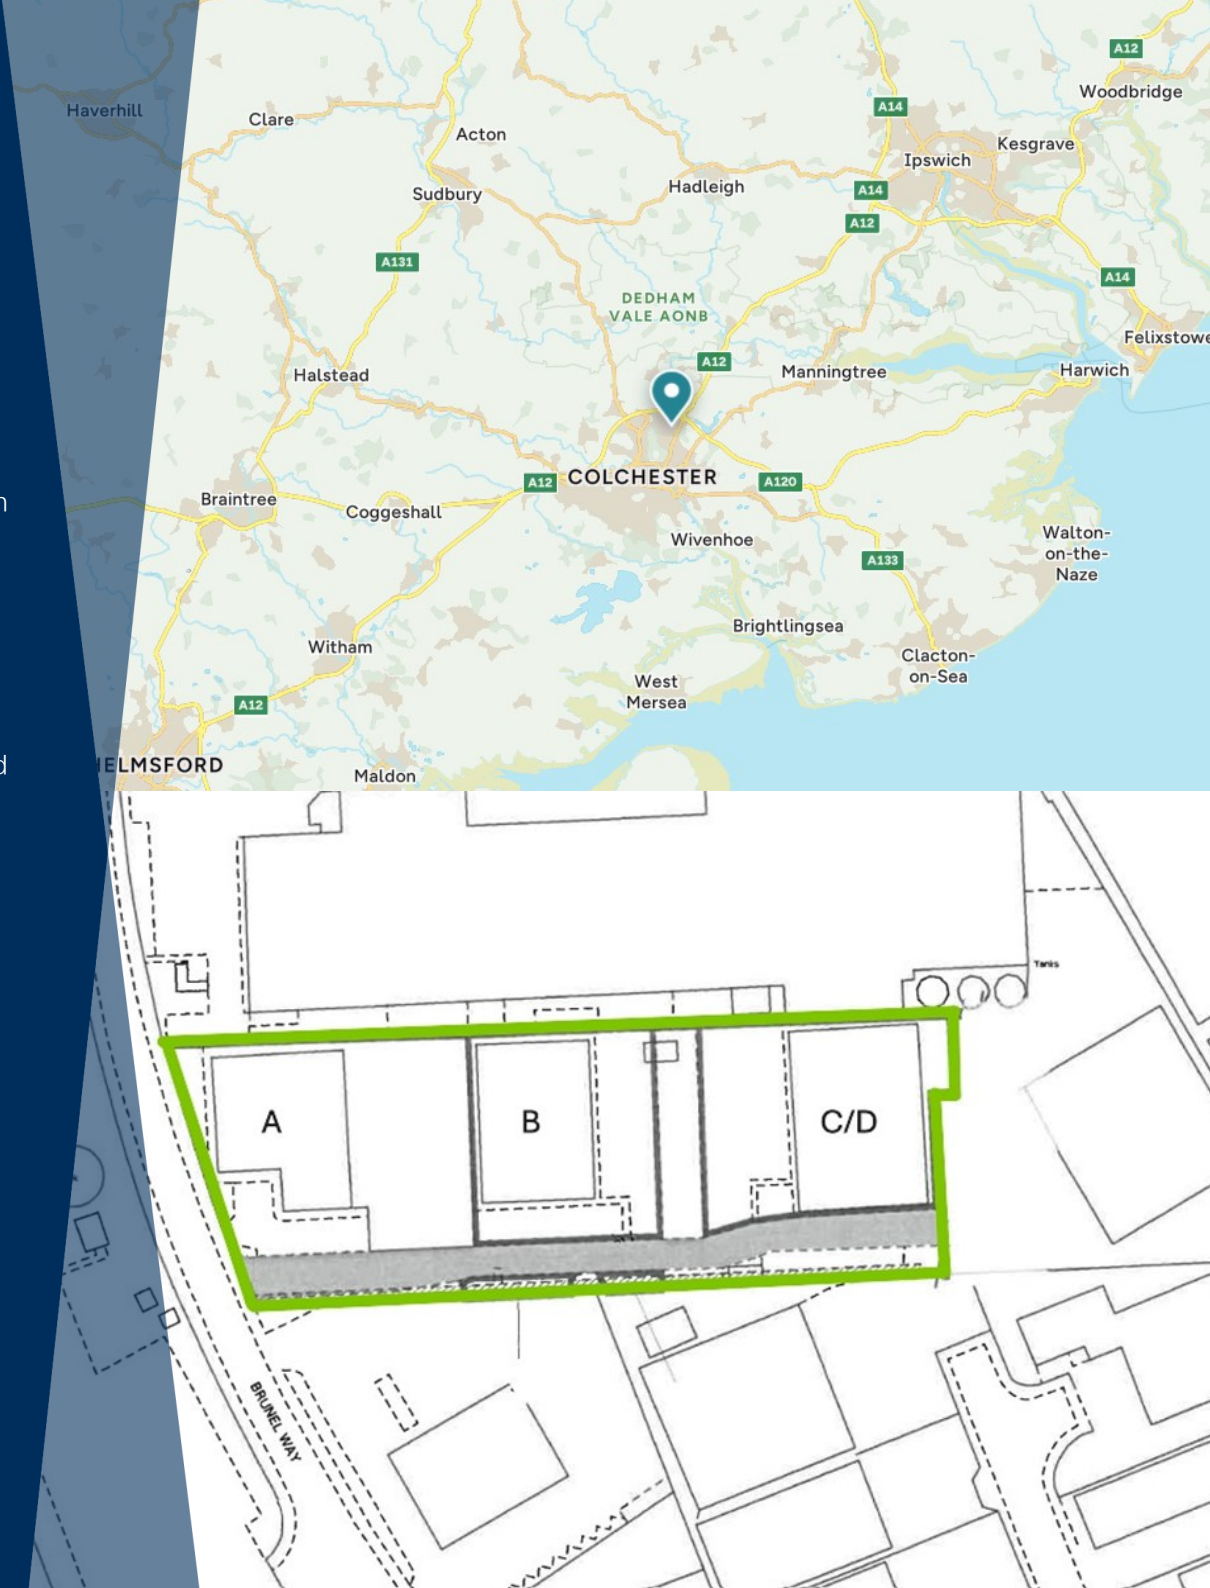 A12
Woodbridge
Haverhill
Clare
A14
Acton
Kesgrave
Ipswich
Sudbury
Hadleigh
A14
A12
A131
A14
DEDHAM
VALE AONB
Felixstowe
A12
Halstead
Manningtree
Harwich
COLCHESTER
A12
A120
Braintree
Coggeshall
n
Wivenhoe
Walton-
on-the-
Naze
A133
Brightlingsea
Witham
Clacton-
on-Sea
West
Mersea
A12
d
ELMSFORD
Maldon
Tanks
A
B
C/D
BRUNEL WAY